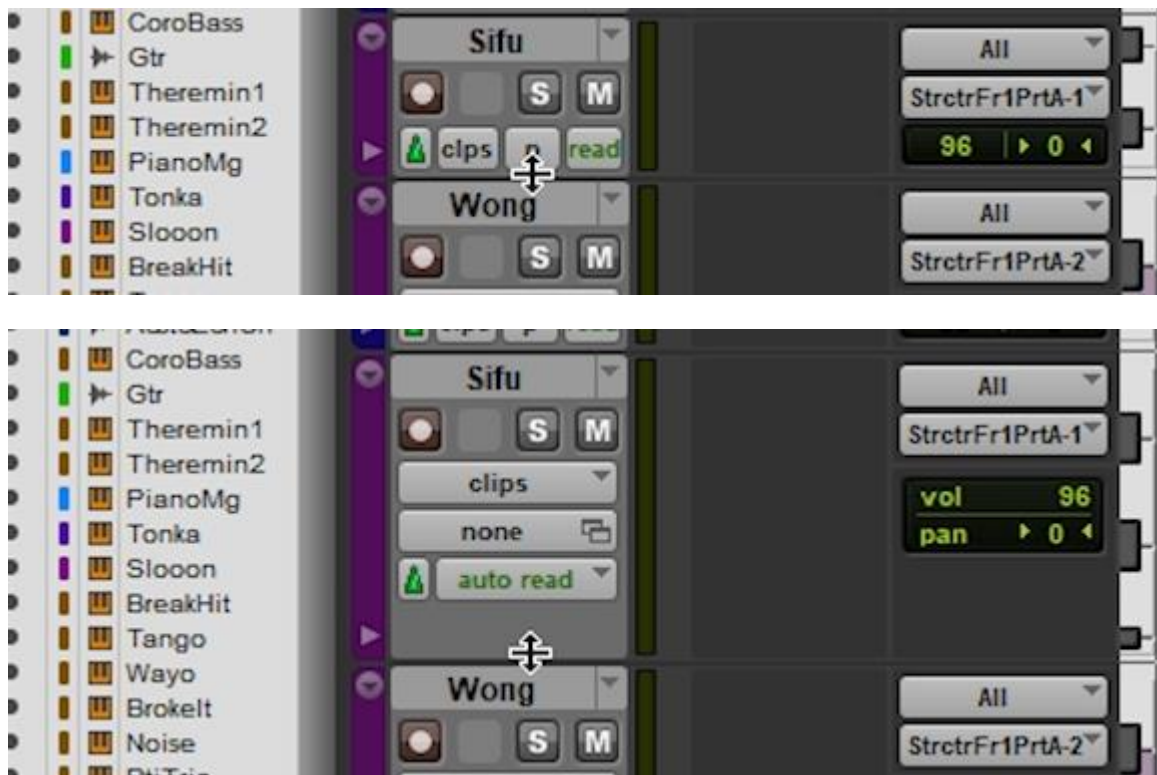 CoroBass
Gtr
Theremin1
Theremin2
PianoMg
Tonka
Slooon
BreakHit
Sifu
S M
clps p read
Wong
S M
All
StrctrFr1PrtA-1
96 0
All
StrctrFr1PrtA-2
CoroBass
Gtr
Theremin1
Theremin2
PianoMg
Tonka
Slooon
BreakHit
Tango
Wayo
BrokeIt
Noise
Sifu
S M
clips
none
auto read
Wong
S M
All
StrctrFr1PrtA-1
vol 96
pan 0
All
StrctrFr1PrtA-2